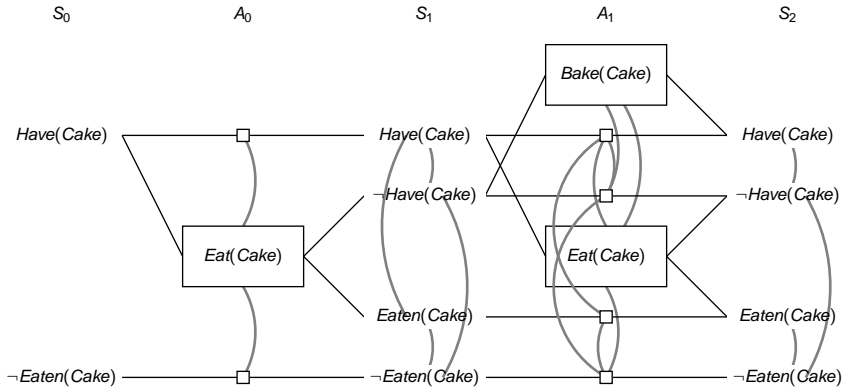 S0 A0 S1 A1 S2
Bake(Cake)
Have(Cake) Have(Cake) Have(Cake)
¬Have(Cake) ¬Have(Cake)
Eat(Cake) Eat(Cake)
Eaten(Cake) Eaten(Cake)
¬Eaten(Cake) ¬Eaten(Cake) ¬Eaten(Cake)